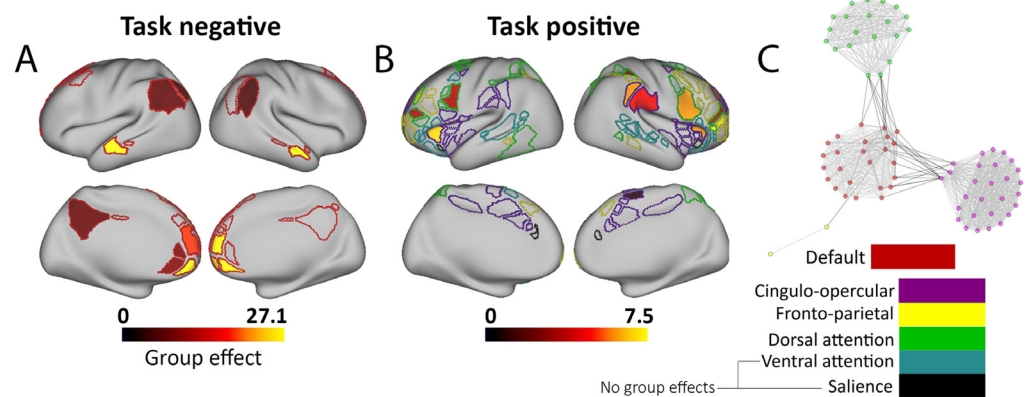 Task negative
Task positive
A
B
C
0
27.1
Group effect
0
7.5
Default
Cingulo-opercular
Fronto-parietal
Dorsal attention
Ventral attention
No group effects
Salience